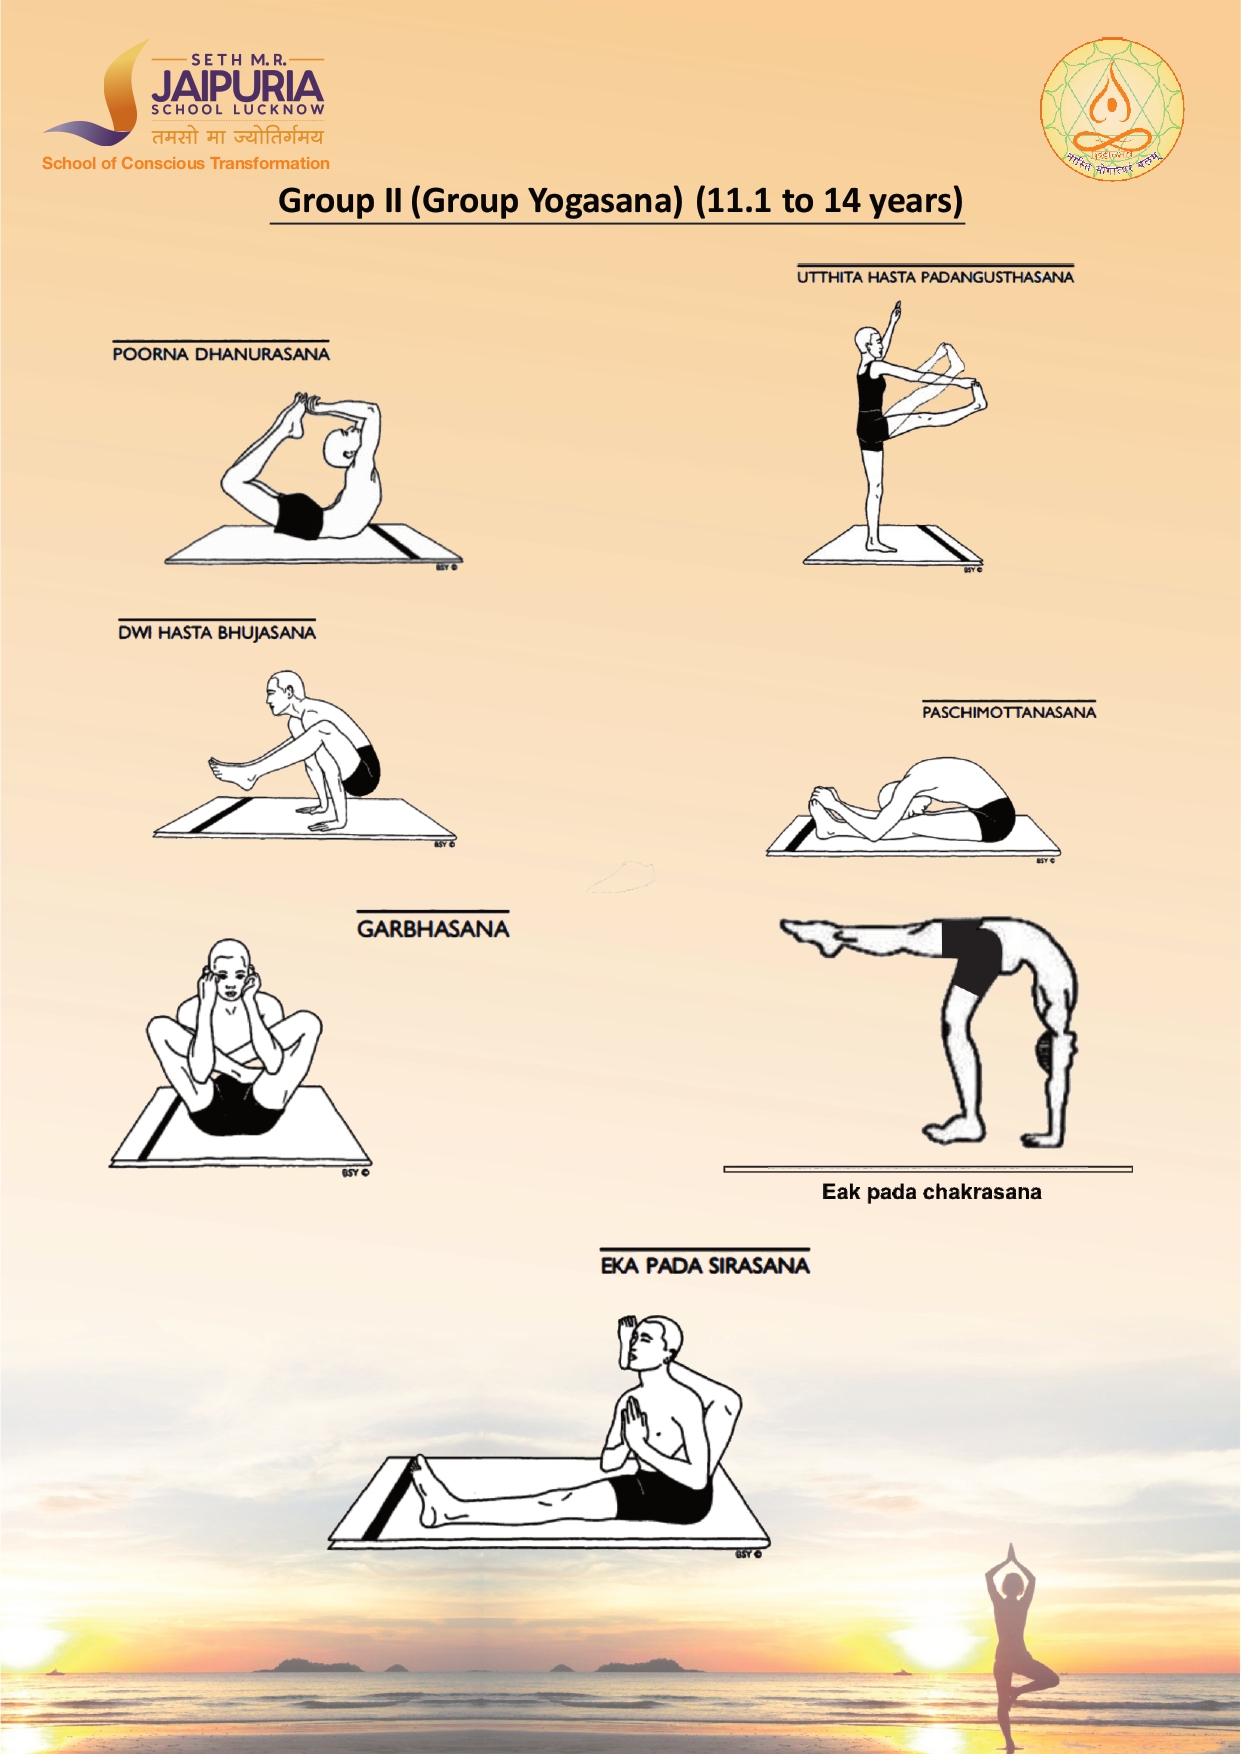 SETH M.R.
JAIPURIA
SCHOOL LUCKNOW
तमसो मा ज्योतिर्गमय
School of Conscious Transformation
Group II (Group Yogasana) (11.1 to 14 years)
UTTHITA HASTA PADANGUSTHASANA
POORNA DHANURASANA
BSY ©
BSY ©
DWI HASTA BHUJASANA
PASCHIMOTTANASANA
BSY ©
BSY ©
GARBHASANA
BSY ©
Eak pada chakrasana
EKA PADA SIRASANA
BSY ©